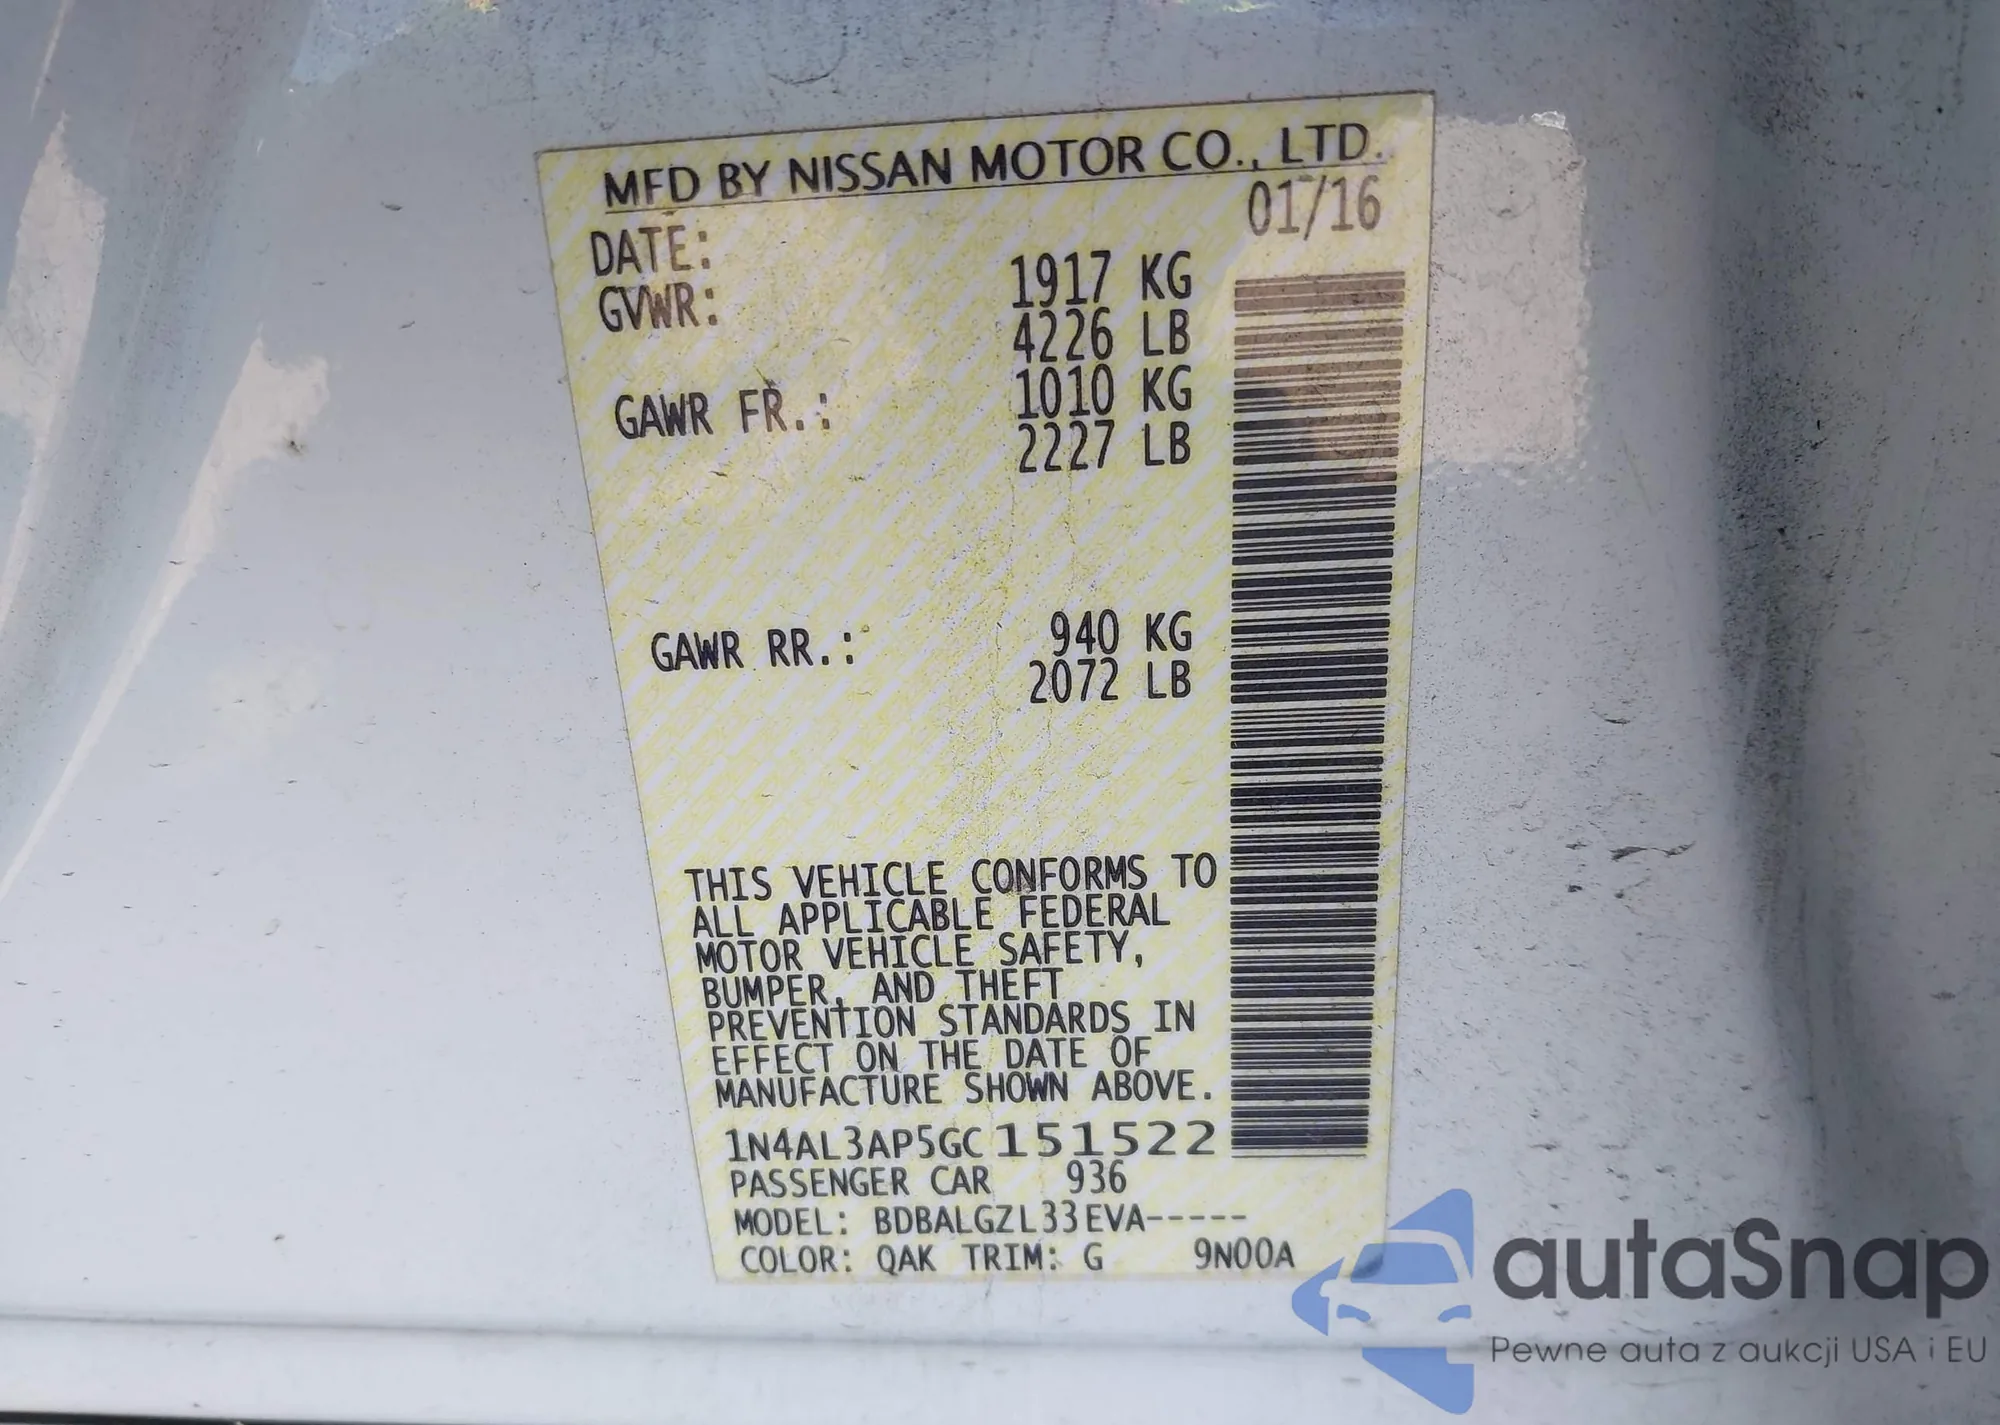 MFD BY NISSAN MOTOR CO., LTD.
DATE: 01/16
GVWR: 1917 KG
4226 LB
GAWR FR.: 1010 KG
2227 LB
GAWR RR.: 940 KG
2072 LB
THIS VEHICLE CONFORMS TO
ALL APPLICABLE FEDERAL
MOTOR VEHICLE SAFETY,
BUMPER, AND THEFT
PREVENTION STANDARDS IN
EFFECT ON THE DATE OF
MANUFACTURE SHOWN ABOVE.
1N4AL3AP5GC151522
PASSENGER CAR 936
MODEL: BDBALGZL33EVA-----
COLOR: QAK TRIM: G 9N00A
autaSnap
Pewne auta z aukcji USA i EU